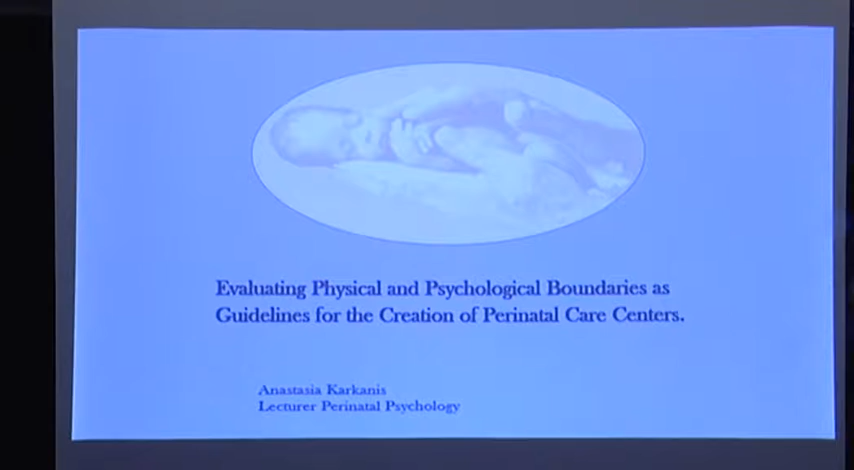 Evaluating Physical and Psychological Boundaries as
Guidelines for the Creation of Perinatal Care Centers.
Anastasia Karkanis
Lecturer Perinatal Psychology